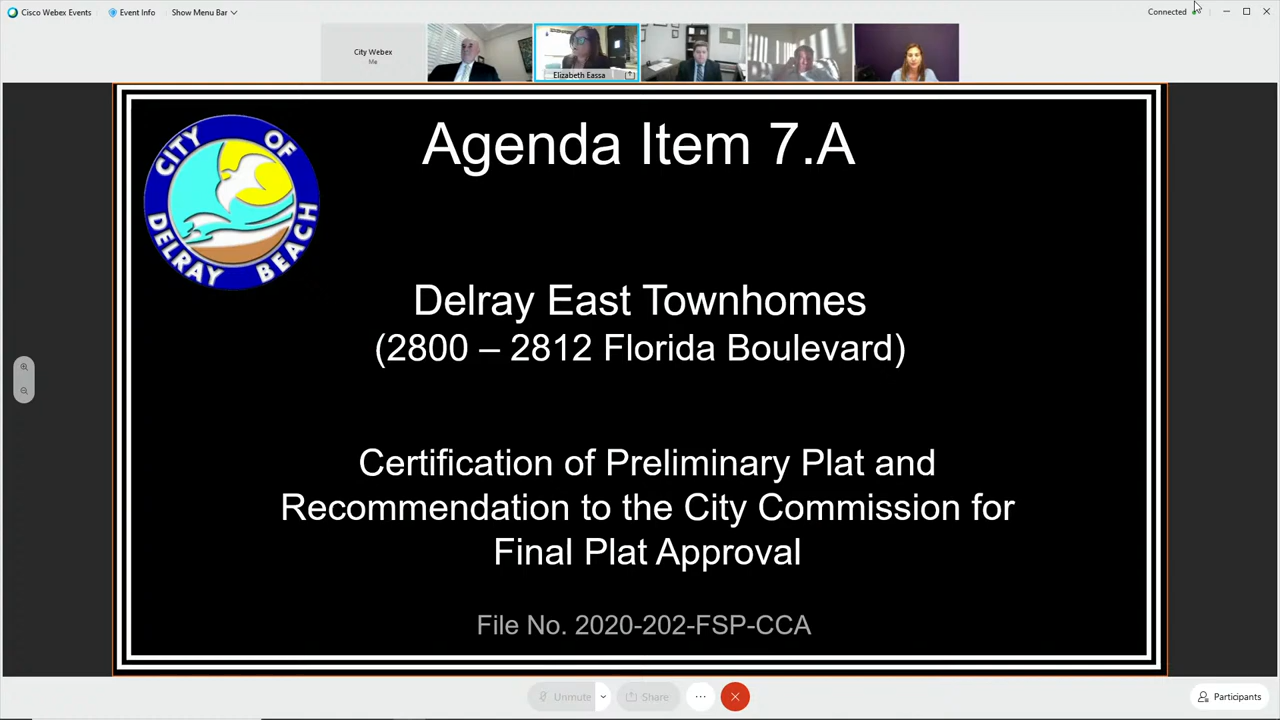 Cisco Webex Events
Event Info
Show Menu Bar
Connected
City Webex
Me
Elizabeth Eassa
CITY OF
DELRAY BEACH
Agenda Item 7.A
Delray East Townhomes
(2800 – 2812 Florida Boulevard)
Certification of Preliminary Plat and
Recommendation to the City Commission for
Final Plat Approval
File No. 2020-202-FSP-CCA
Unmute
Share
Participants